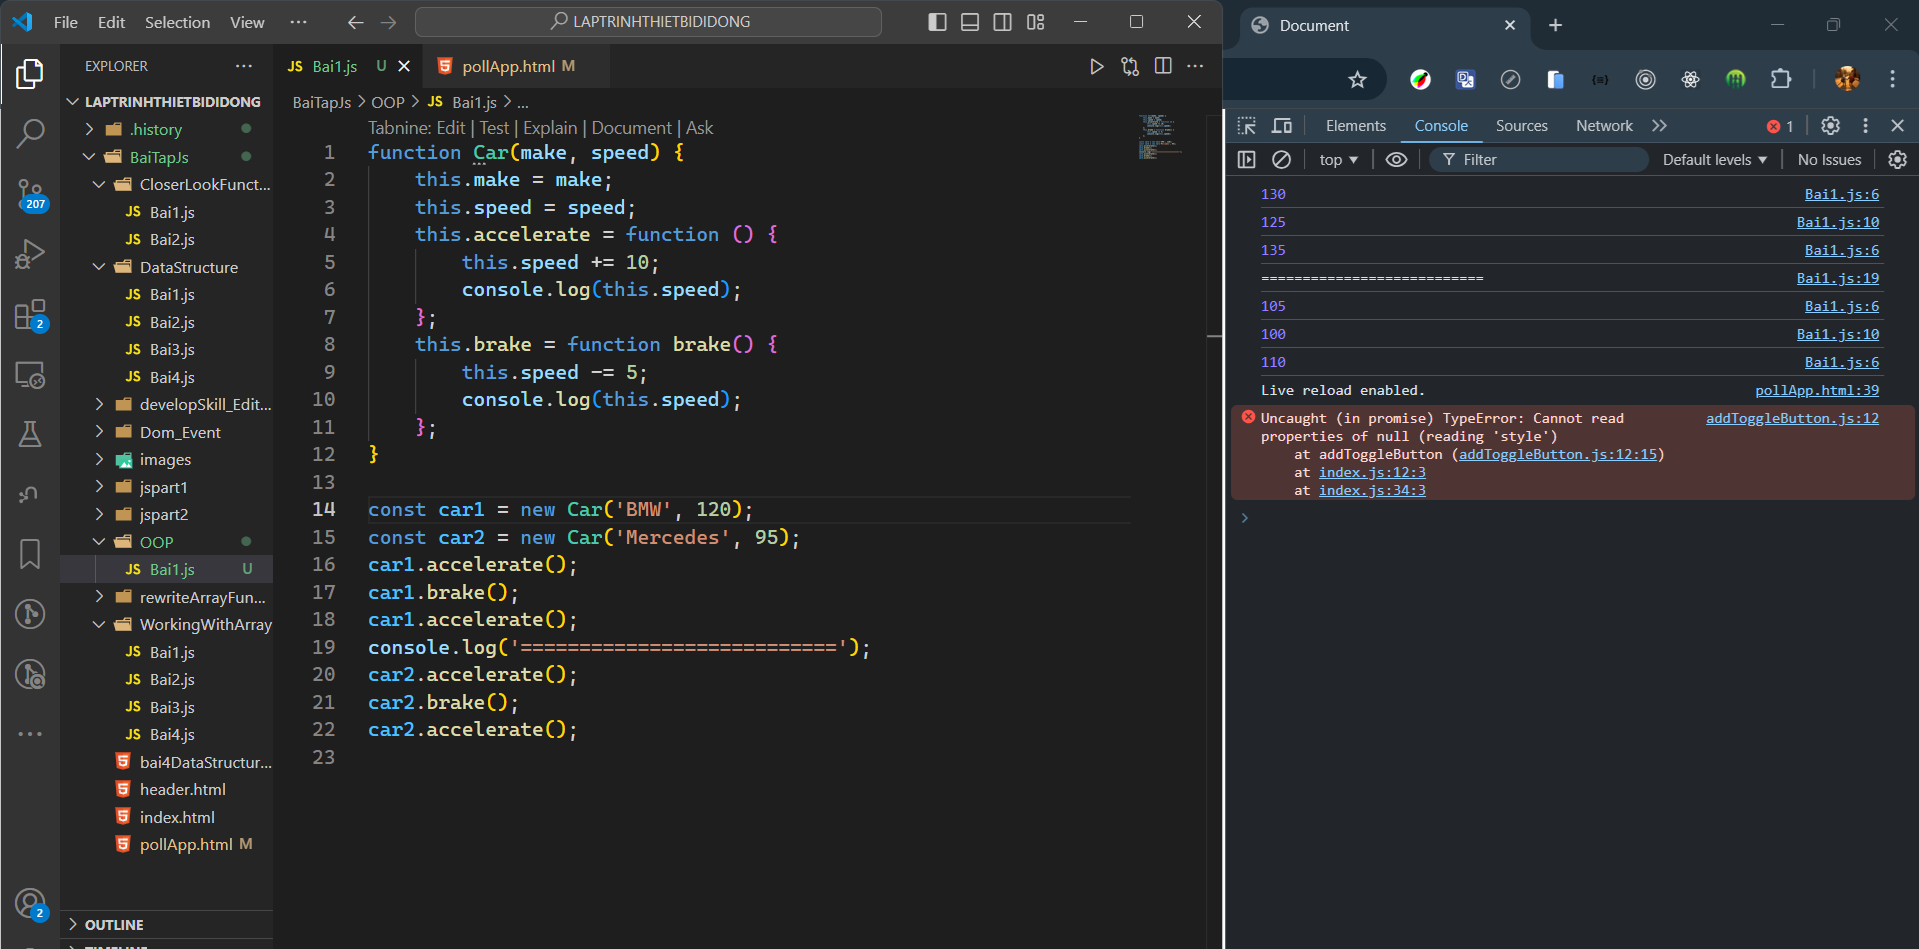 File Edit Selection View ··· LAPTRINHTHIETBIDIDONG
EXPLORER ···
LAPTRINHTHIETBIDIDONG
.history
BaiTapJs
CloserLookFunct...
JS Bai1.js
JS Bai2.js
DataStructure
JS Bai1.js
JS Bai2.js
JS Bai3.js
JS Bai4.js
developSkill_Edit...
Dom_Event
images
jspart1
jspart2
OOP
JS Bai1.js U
rewriteArrayFun...
WorkingWithArray
JS Bai1.js
JS Bai2.js
JS Bai3.js
JS Bai4.js
bai4DataStructur...
header.html
index.html
pollApp.html M
OUTLINE
207
2
2
JS Bai1.js U pollApp.html M
BaiTapJs > OOP > JS Bai1.js > ...
Tabnine: Edit | Test | Explain | Document | Ask
1 function Car(make, speed) {
2 this.make = make;
3 this.speed = speed;
4 this.accelerate = function () {
5 this.speed += 10;
6 console.log(this.speed);
7 };
8 this.brake = function brake() {
9 this.speed -= 5;
10 console.log(this.speed);
11 };
12 }
13
14 const car1 = new Car('BMW', 120);
15 const car2 = new Car('Mercedes', 95);
16 car1.accelerate();
17 car1.brake();
18 car1.accelerate();
19 console.log('===========================');
20 car2.accelerate();
21 car2.brake();
22 car2.accelerate();
23
Document
Elements Console Sources Network 1
top Filter Default levels No Issues
130 Bai1.js:6
125 Bai1.js:10
135 Bai1.js:6
=========================== Bai1.js:19
105 Bai1.js:6
100 Bai1.js:10
110 Bai1.js:6
Live reload enabled. pollApp.html:39
Uncaught (in promise) TypeError: Cannot read addToggleButton.js:12
properties of null (reading 'style')
at addToggleButton (addToggleButton.js:12:15)
at index.js:12:3
at index.js:34:3